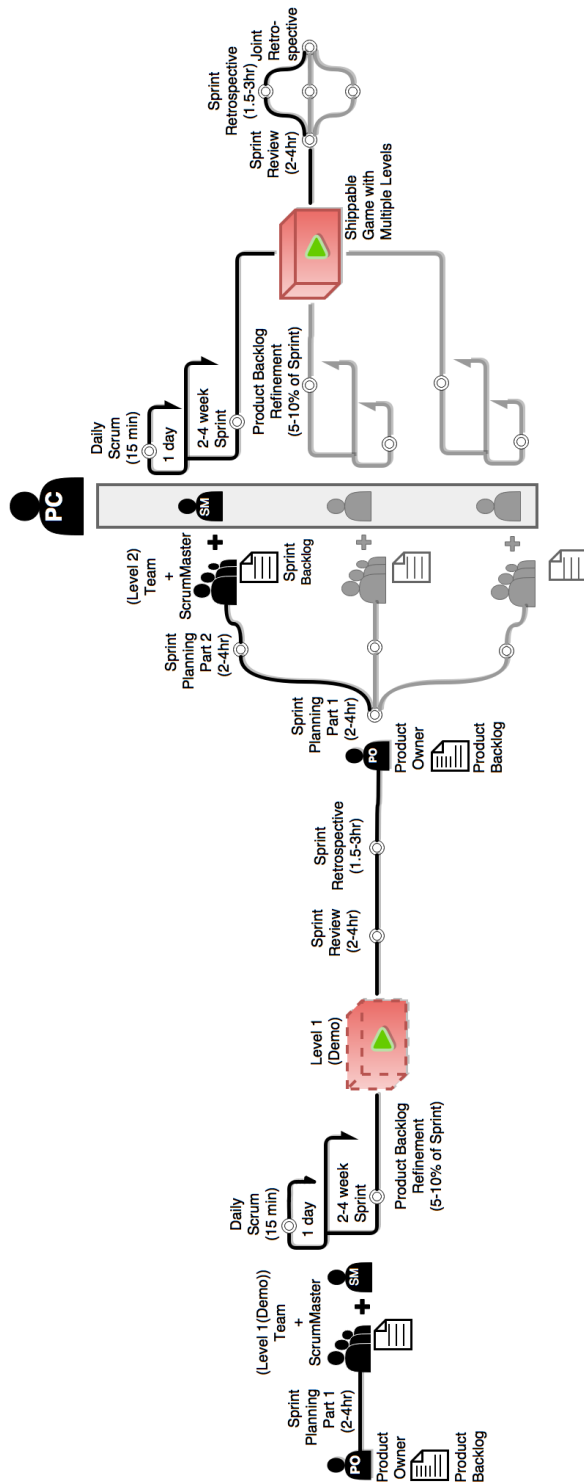 PO
Product
Owner
Product
Backlog
Sprint
Planning
Part 1
(2-4hr)
(Level 1(Demo))
Team
+
ScrumMaster
SM
Daily
Scrum
(15 min)
1 day
2-4 week
Sprint
Product Backlog
Refinement
(5-10% of Sprint)
Level 1
(Demo)
Sprint
Review
(2-4hr)
Sprint
Retrospective
(1.5-3hr)
PO
Product
Owner
Product
Backlog
Sprint
Planning
Part 1
(2-4hr)
Sprint
Planning
Part 2
(2-4hr)
(Level 2)
Team
+
ScrumMaster
Sprint
Backlog
PC
SM
Daily
Scrum
(15 min)
1 day
2-4 week
Sprint
Product Backlog
Refinement
(5-10% of Sprint)
Shippable
Game with
Multiple Levels
Sprint
Review
(2-4hr)
Sprint
Retrospective
(1.5-3hr)
Joint
Retro-
spective